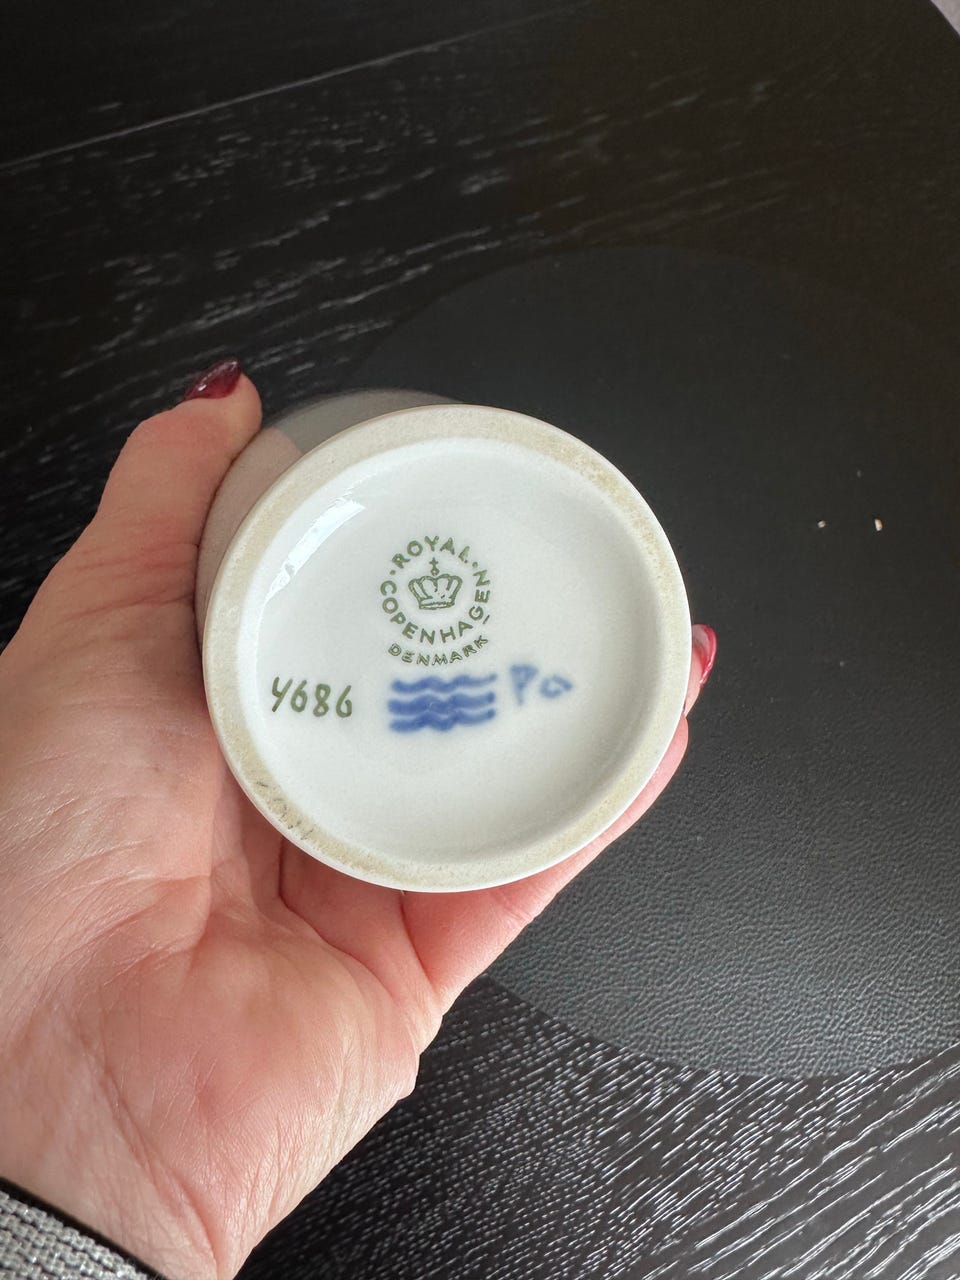 ROYAL
COPENHAGEN
DENMARK
4686
Pa